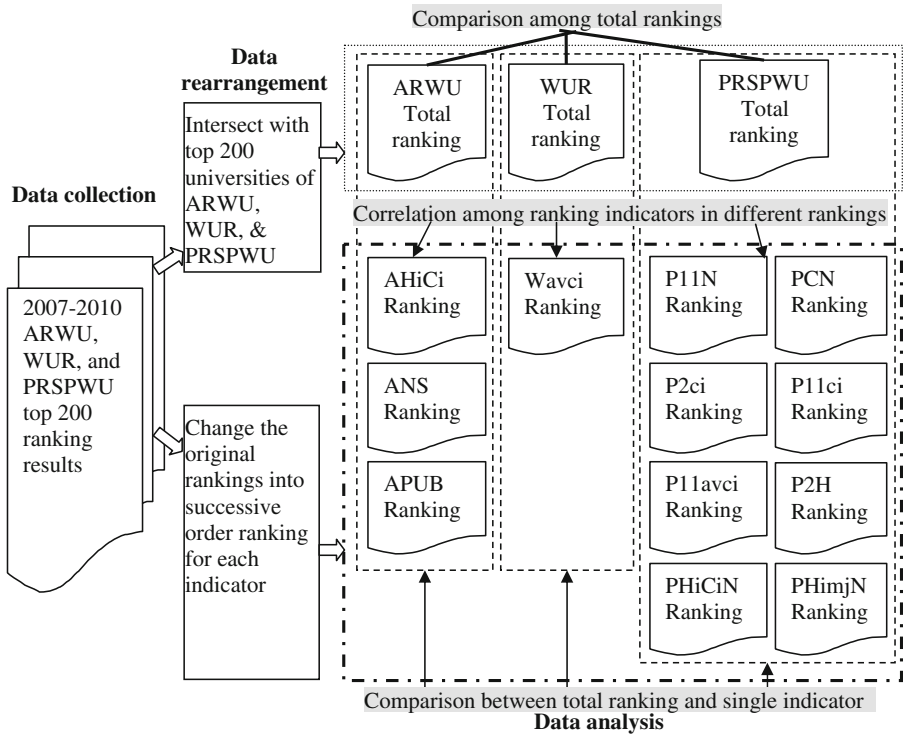 Comparison among total rankings
Data
rearrangement
ARWU
Total
ranking
WUR
Total
ranking
PRSPWU
Total
ranking
Intersect with
top 200
universities of
ARWU,
WUR, &
PRSPWU
Data collection
2007-2010
ARWU,
WUR, and
PRSPWU
top 200
ranking
results
Correlation among ranking indicators in different rankings
AHiCi
Ranking
Wavci
Ranking
P11N
Ranking
PCN
Ranking
ANS
Ranking
P2ci
Ranking
P11ci
Ranking
Change the
original
rankings into
successive
order ranking
for each
indicator
APUB
Ranking
P11avci
Ranking
P2H
Ranking
PHiCiN
Ranking
PHimjN
Ranking
Comparison between total ranking and single indicator
Data analysis